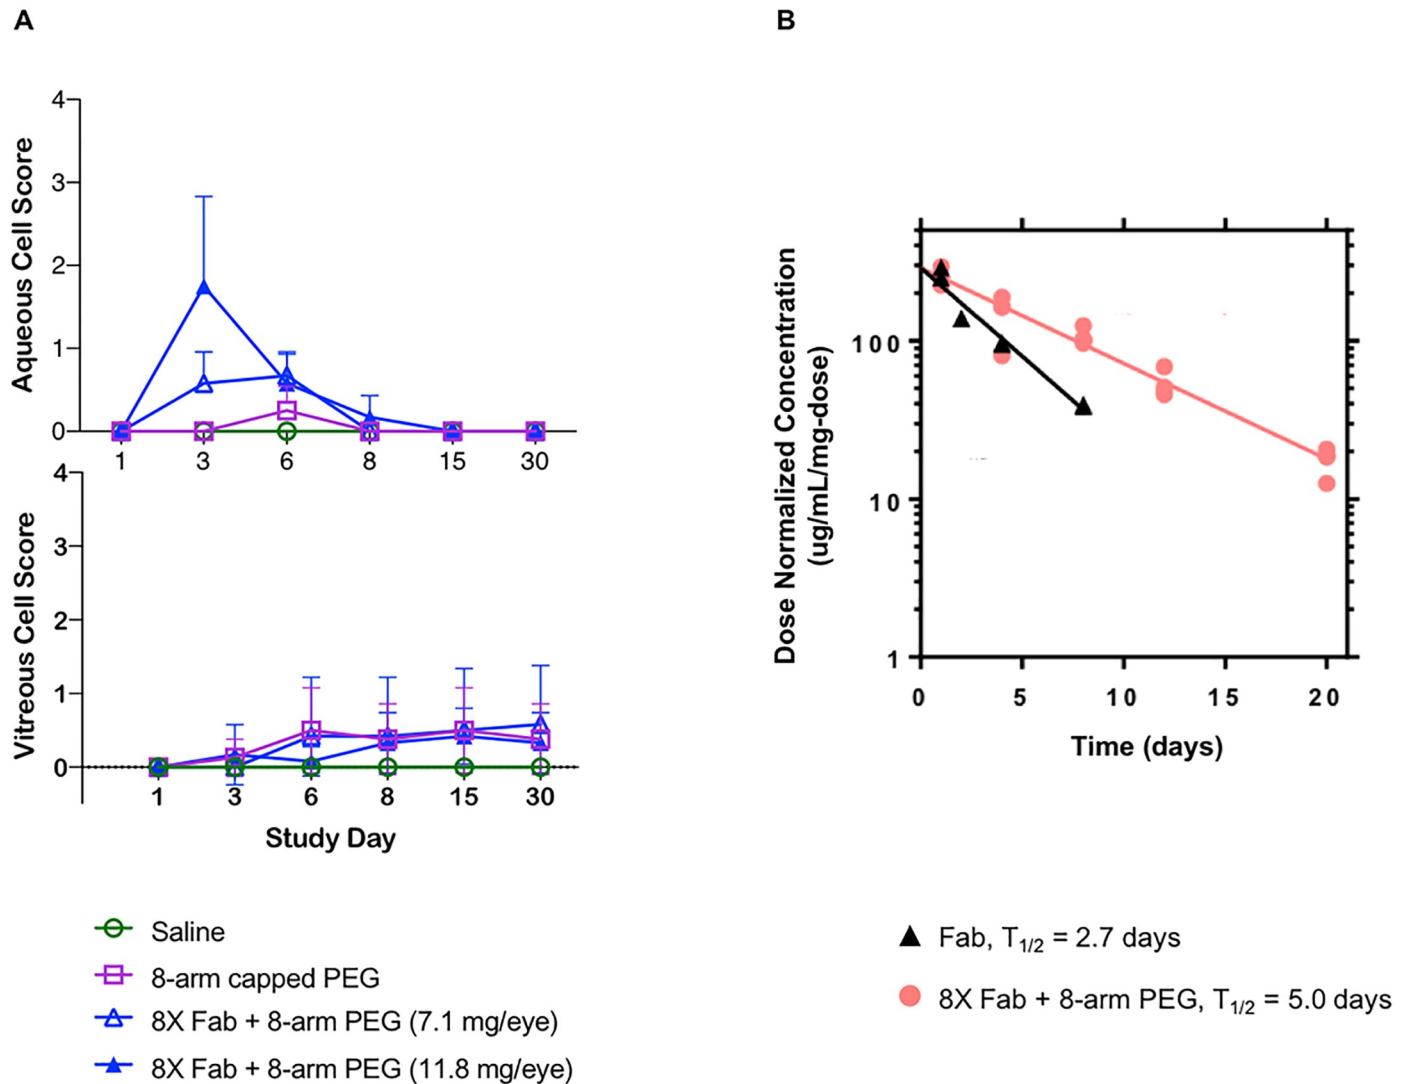 A
Aqueous Cell Score
4
3
2
1
0
1 3 6 8 15 30
Vitreous Cell Score
4
3
2
1
0
1 3 6 8 15 30
Study Day
Saline
8-arm capped PEG
8X Fab + 8-arm PEG (7.1 mg/eye)
8X Fab + 8-arm PEG (11.8 mg/eye)
B
Dose Normalized Concentration
(ug/mL/mg-dose)
100
10
1
0 5 10 15 20
Time (days)
Fab, T1/2 = 2.7 days
8X Fab + 8-arm PEG, T1/2 = 5.0 days